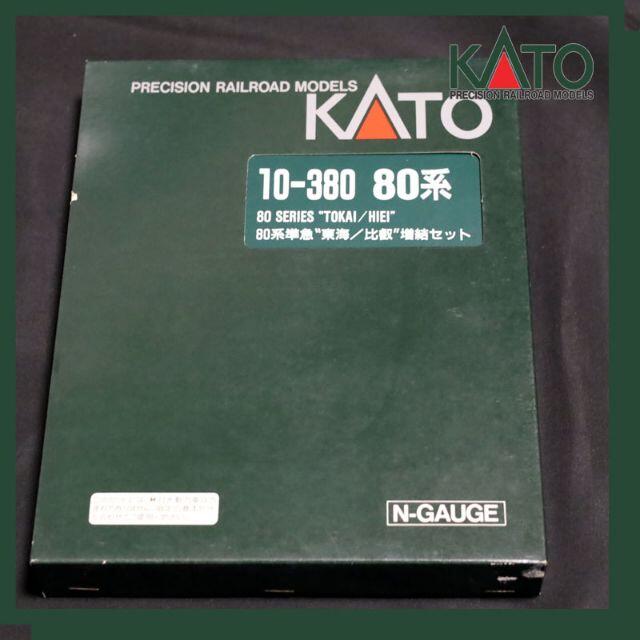 KATO
PRECISION RAILROAD MODELS
PRECISION RAILROAD MODELS
KATO
10-380 80系
80 SERIES "TOKAI/HIEI"
80系準急"東海/比叡"増結セット
N-GAUGE